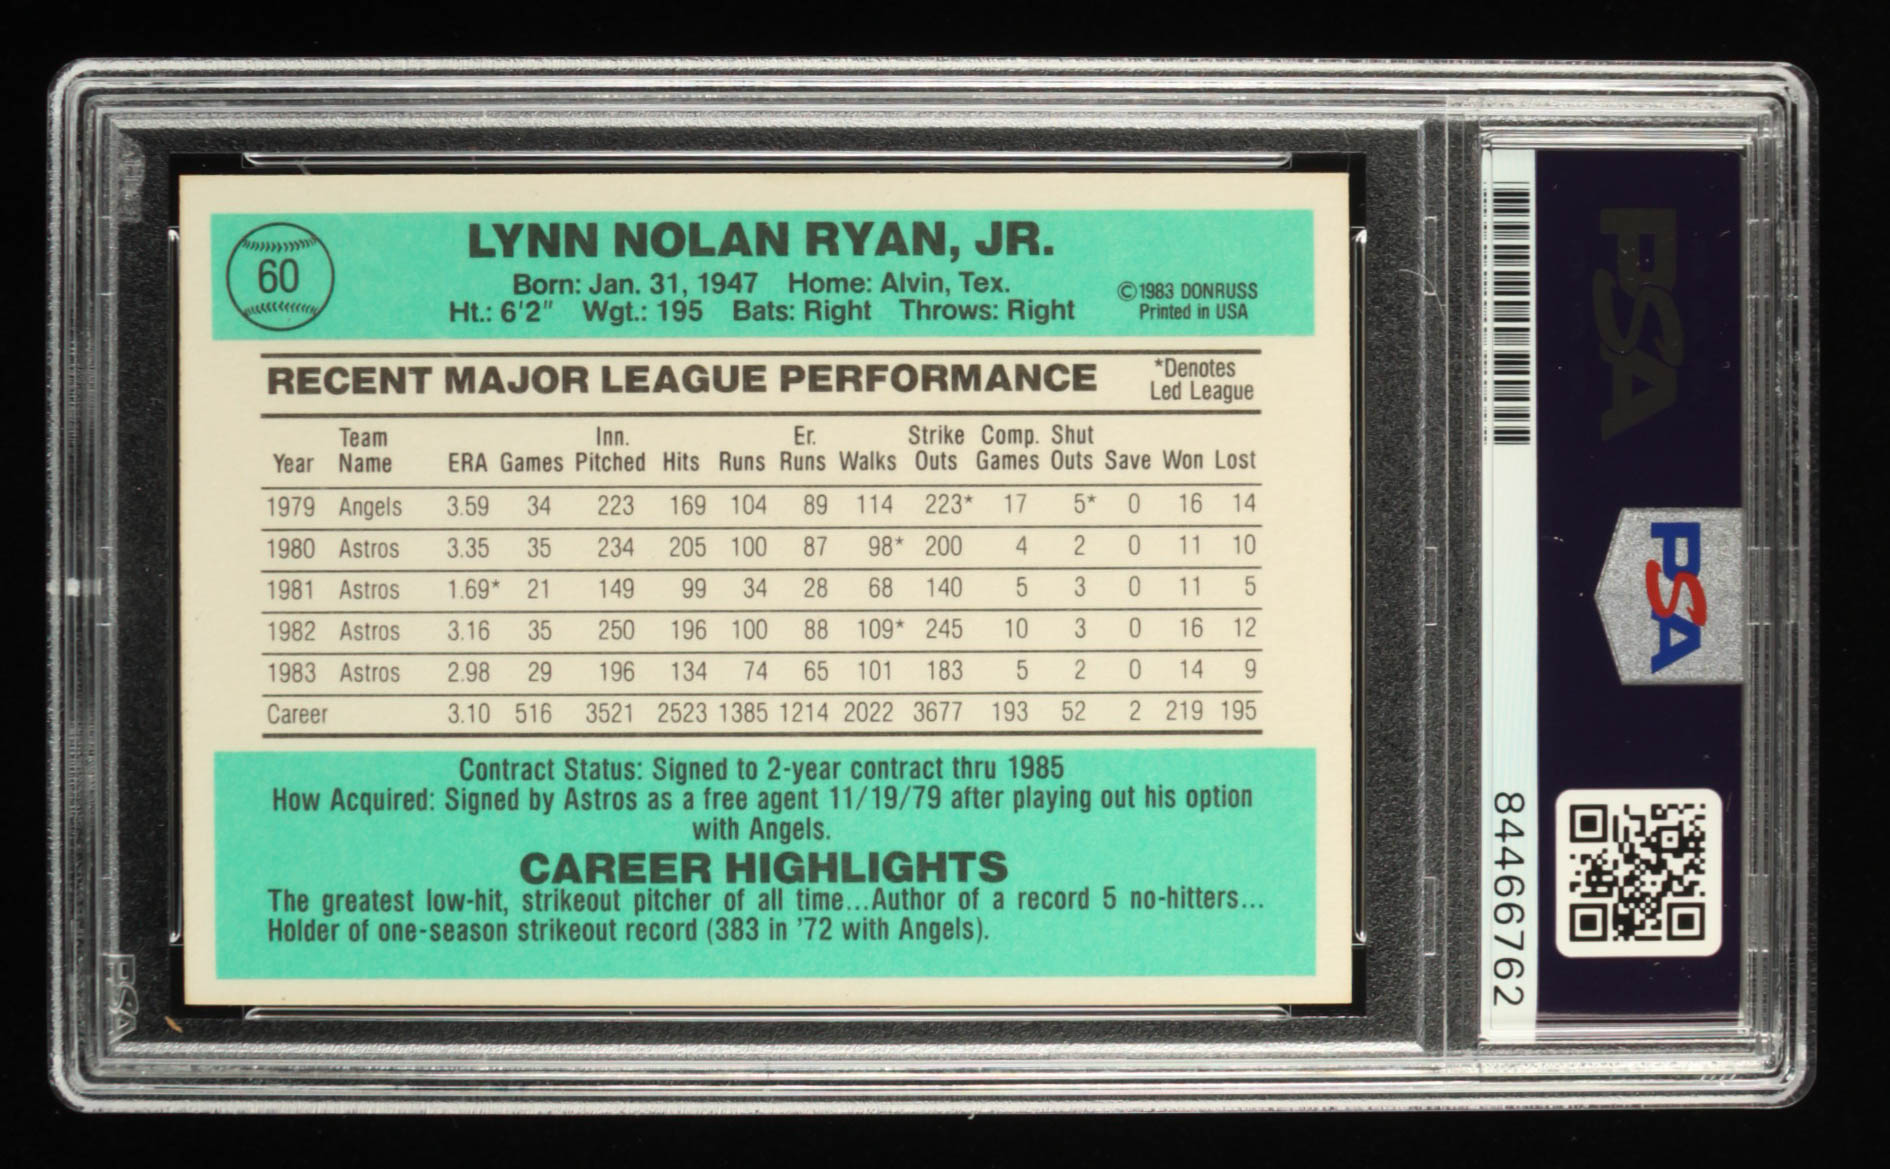 60
LYNN NOLAN RYAN, JR.
Born: Jan. 31, 1947 Home: Alvin, Tex.
Ht.: 6'2" Wgt.: 195 Bats: Right Throws: Right
©1983 DONRUSS
Printed in USA
RECENT MAJOR LEAGUE PERFORMANCE
*Denotes
Led League
Year Team Name ERA Games Inn. Pitched Hits Runs Er. Runs Walks Strike Outs Comp. Games Shut Outs Save Won Lost
1979 Angels 3.59 34 223 169 104 89 114 223* 17 5* 0 16 14
1980 Astros 3.35 35 234 205 100 87 98* 200 4 2 0 11 10
1981 Astros 1.69* 21 149 99 34 28 68 140 5 3 0 11 5
1982 Astros 3.16 35 250 196 100 88 109* 245 10 3 0 16 12
1983 Astros 2.98 29 196 134 74 65 101 183 5 2 0 14 9
Career 3.10 516 3521 2523 1385 1214 2022 3677 193 52 2 219 195
Contract Status: Signed to 2-year contract thru 1985
How Acquired: Signed by Astros as a free agent 11/19/79 after playing out his option
with Angels.
CAREER HIGHLIGHTS
The greatest low-hit, strikeout pitcher of all time...Author of a record 5 no-hitters...
Holder of one-season strikeout record (383 in '72 with Angels).
PSA
PSA
PSA
84466762